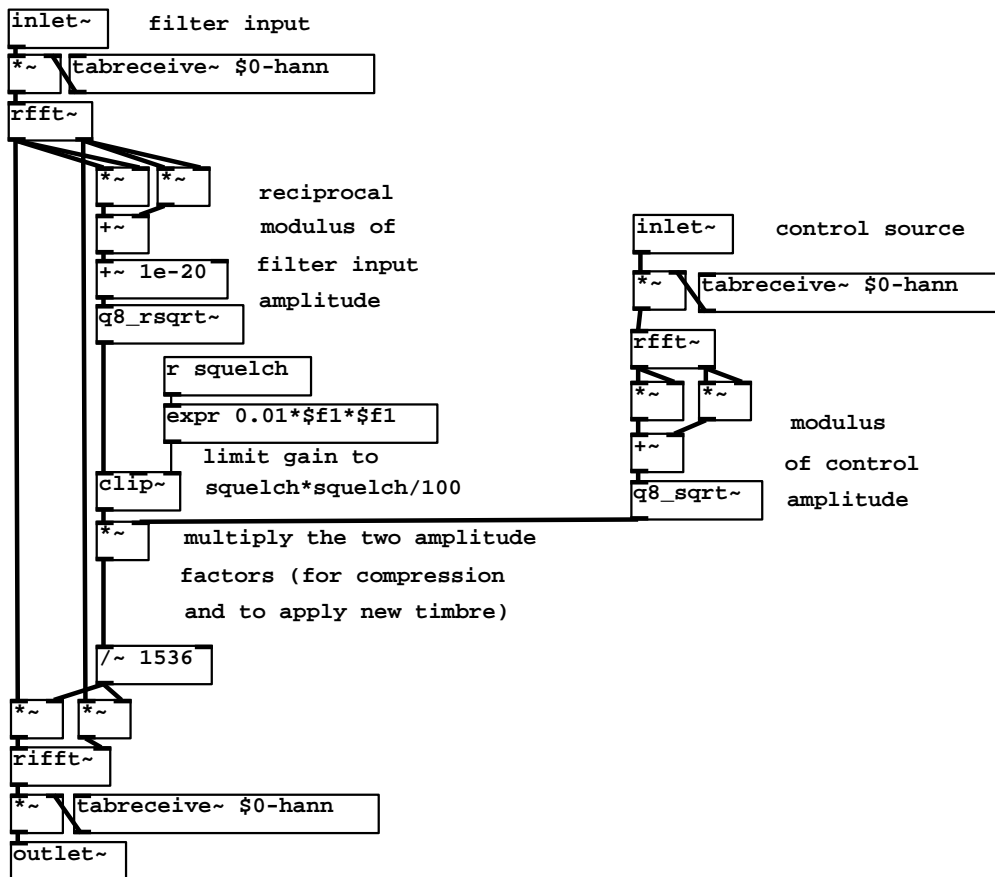 inlet~
filter input
*~
tabreceive~ $0-hann
rfft~
*~
*~
reciprocal
+~
modulus of
+~ 1e-20
filter input
q8_rsqrt~
amplitude
r squelch
expr 0.01*$f1*$f1
limit gain to
clip~
squelch*squelch/100
*~
multiply the two amplitude
factors (for compression
and to apply new timbre)
/~ 1536
*~
*~
rifft~
*~
tabreceive~ $0-hann
outlet~
inlet~
control source
*~
tabreceive~ $0-hann
rfft~
*~
*~
modulus
+~
of control
q8_sqrt~
amplitude